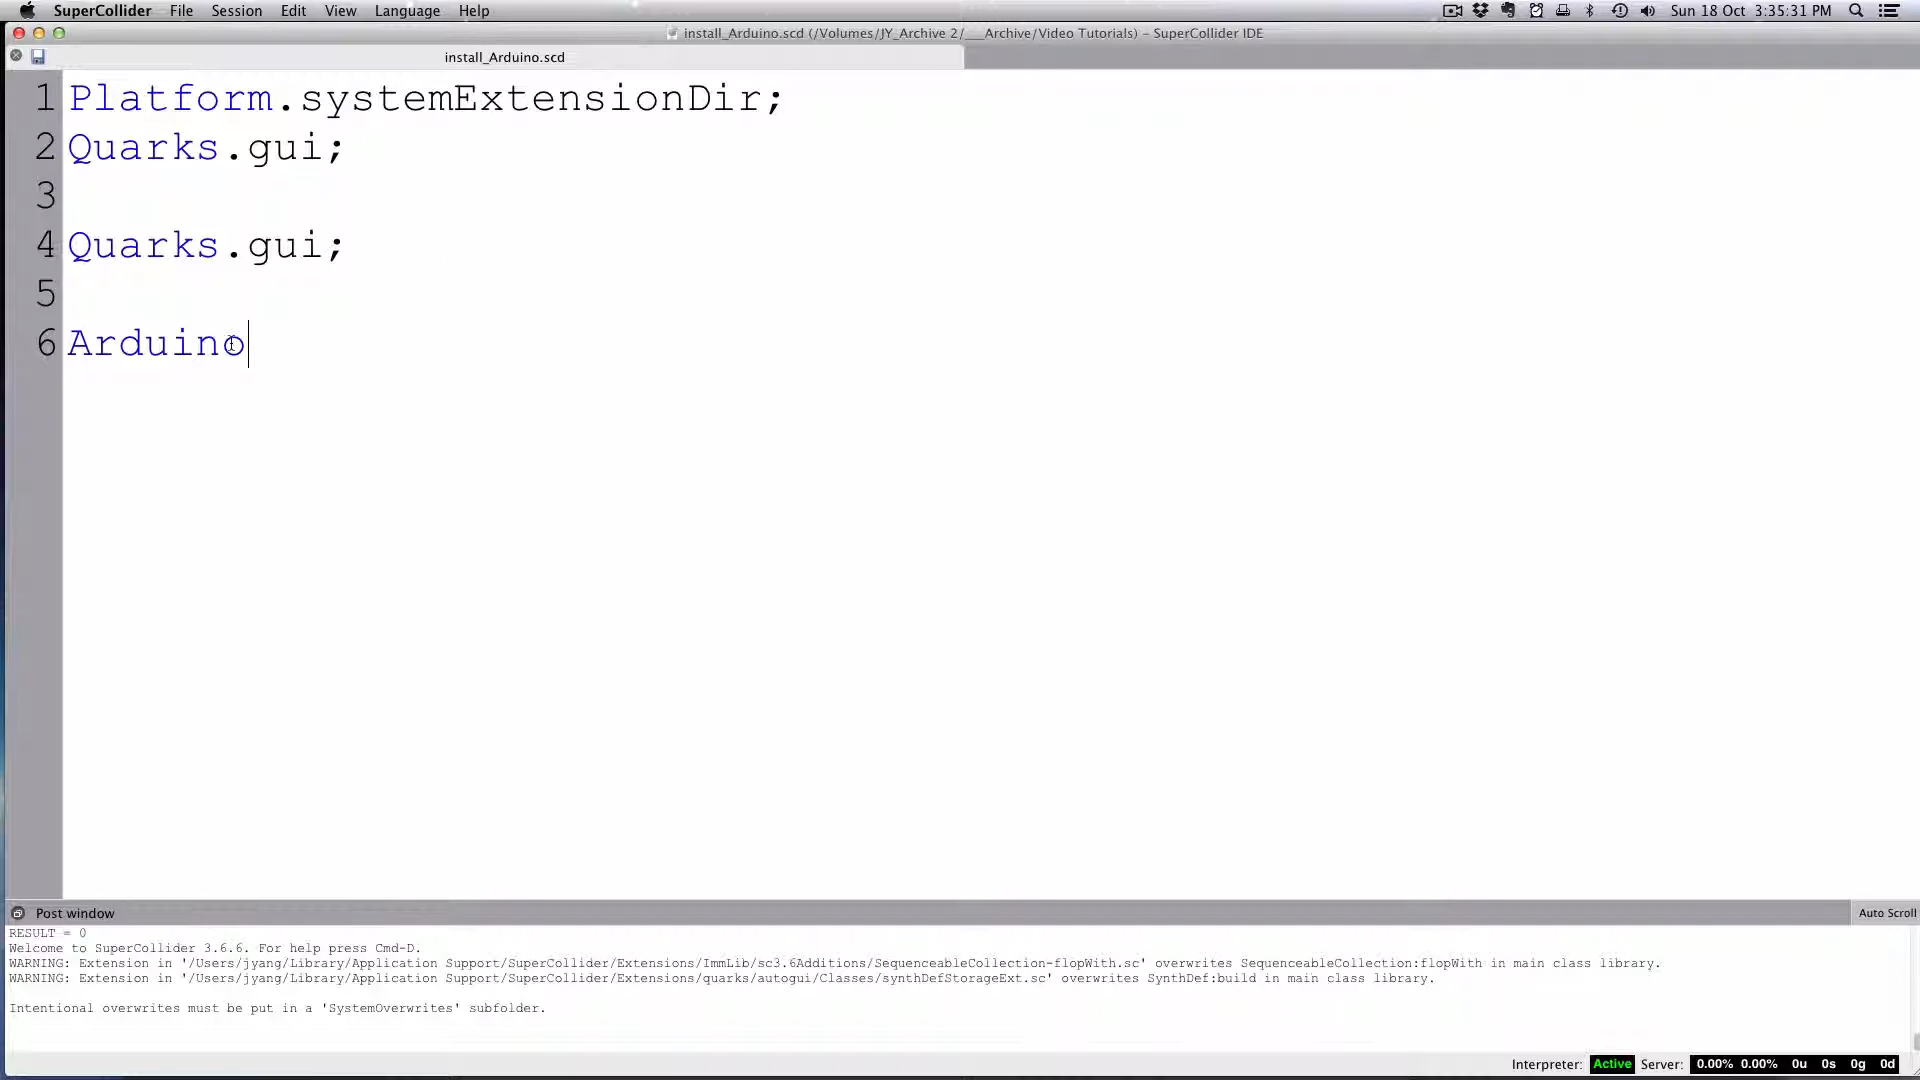 SuperCollider File Session Edit View Language Help Sun 18 Oct 3:35:31 PM
install_Arduino.scd (/Volumes/JY_Archive 2/___Archive/Video Tutorials) – SuperCollider IDE
install_Arduino.scd
1 Platform.systemExtensionDir;
2 Quarks.gui;
3
4 Quarks.gui;
5
6 Arduino
Post window Auto Scroll
RESULT = 0
Welcome to SuperCollider 3.6.6. For help press Cmd-D.
WARNING: Extension in '/Users/jyang/Library/Application Support/SuperCollider/Extensions/ImmLib/sc3.6Additions/SequenceableCollection-flopWith.sc' overwrites SequenceableCollection:flopWith in main class library.
WARNING: Extension in '/Users/jyang/Library/Application Support/SuperCollider/Extensions/quarks/autogui/Classes/synthDefStorageExt.sc' overwrites SynthDef:build in main class library.
Intentional overwrites must be put in a 'SystemOverwrites' subfolder.
Interpreter: Active Server: 0.00% 0.00% 0u 0s 0g 0d